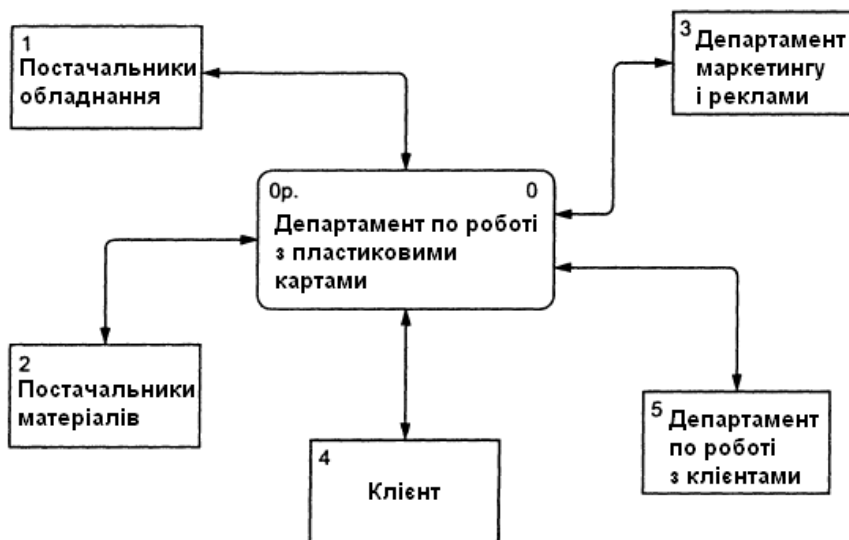 1
Постачальники
обладнання
3 Департамент
маркетингу
і реклами
0р. 0
Департамент по роботі
з пластиковими
картами
2
Постачальники
матеріалів
4
Клієнт
5 Департамент
по роботі
з клієнтами